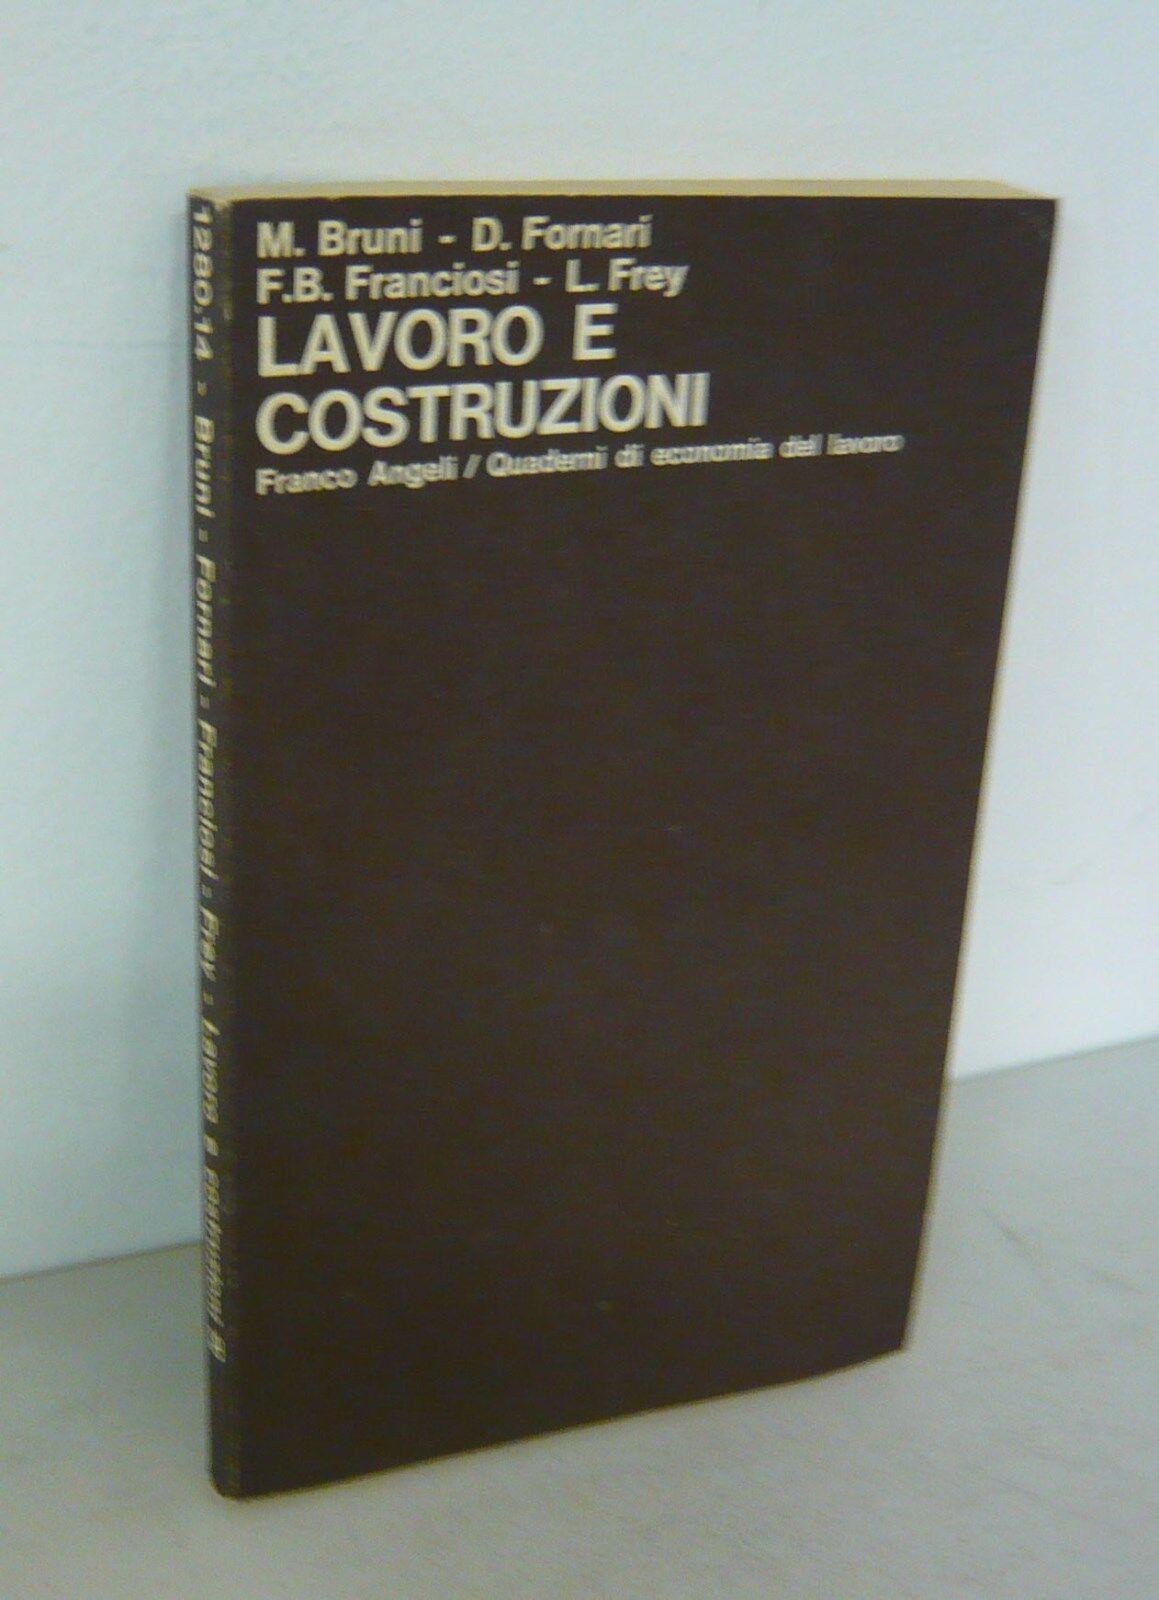 M. Bruni - D. Fornari
F.B. Franciosi - L. Frey
LAVORO E
COSTRUZIONI
Franco Angeli / Quaderni di economia del lavoro
1280.14 - Bruni - Fornari - Franciosi - Frey - Lavoro e costruzioni